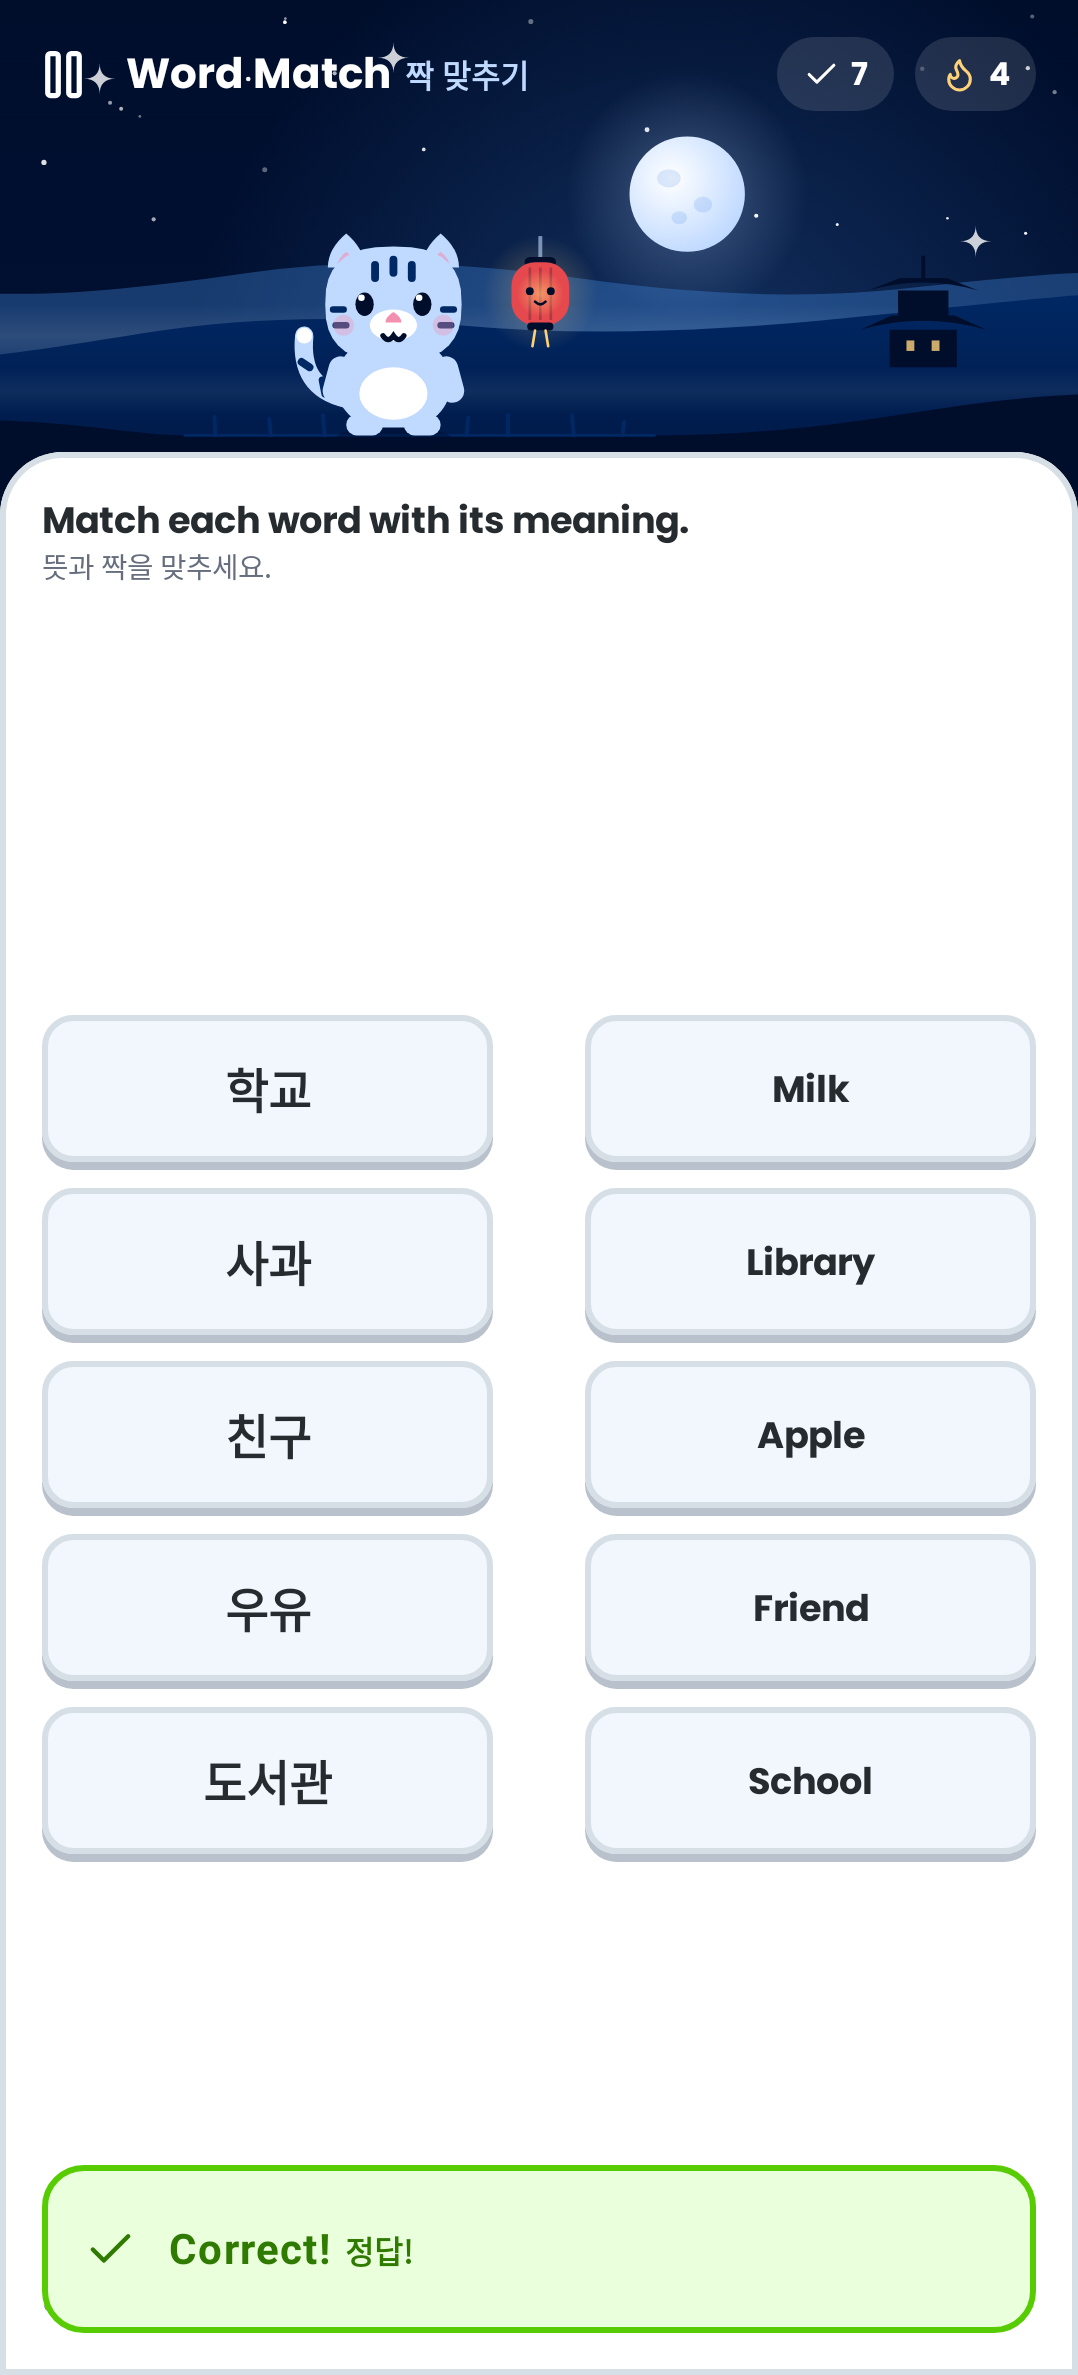 Word Match 짝 맞추기
7
4
Match each word with its meaning.
뜻과 짝을 맞추세요.
학교
Milk
사과
Library
친구
Apple
우유
Friend
도서관
School
Correct! 정답!